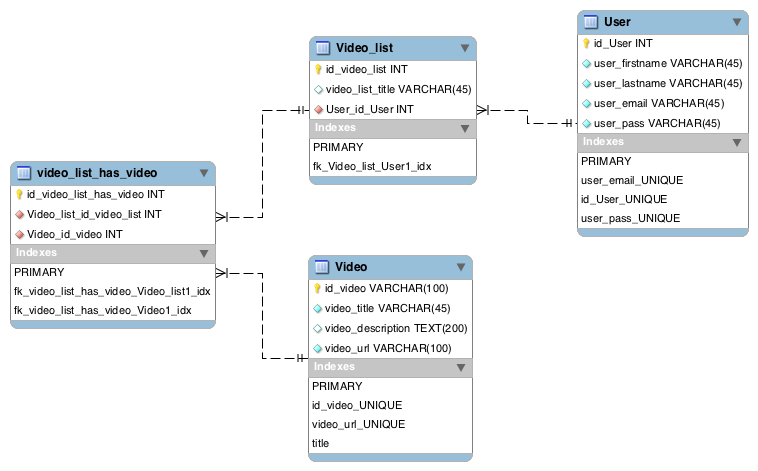 User
id_User INT
user_firstname VARCHAR(45)
user_lastname VARCHAR(45)
user_email VARCHAR(45)
user_pass VARCHAR(45)
Indexes
PRIMARY
user_email_UNIQUE
id_User_UNIQUE
user_pass_UNIQUE
Video_list
id_video_list INT
video_list_title VARCHAR(45)
User_id_User INT
Indexes
PRIMARY
fk_Video_list_User1_idx
video_list_has_video
id_video_list_has_video INT
Video_list_id_video_list INT
Video_id_video INT
Indexes
PRIMARY
fk_video_list_has_video_Video_list1_idx
fk_video_list_has_video_Video1_idx
Video
id_video VARCHAR(100)
video_title VARCHAR(45)
video_description TEXT(200)
video_url VARCHAR(100)
Indexes
PRIMARY
id_video_UNIQUE
video_url_UNIQUE
title